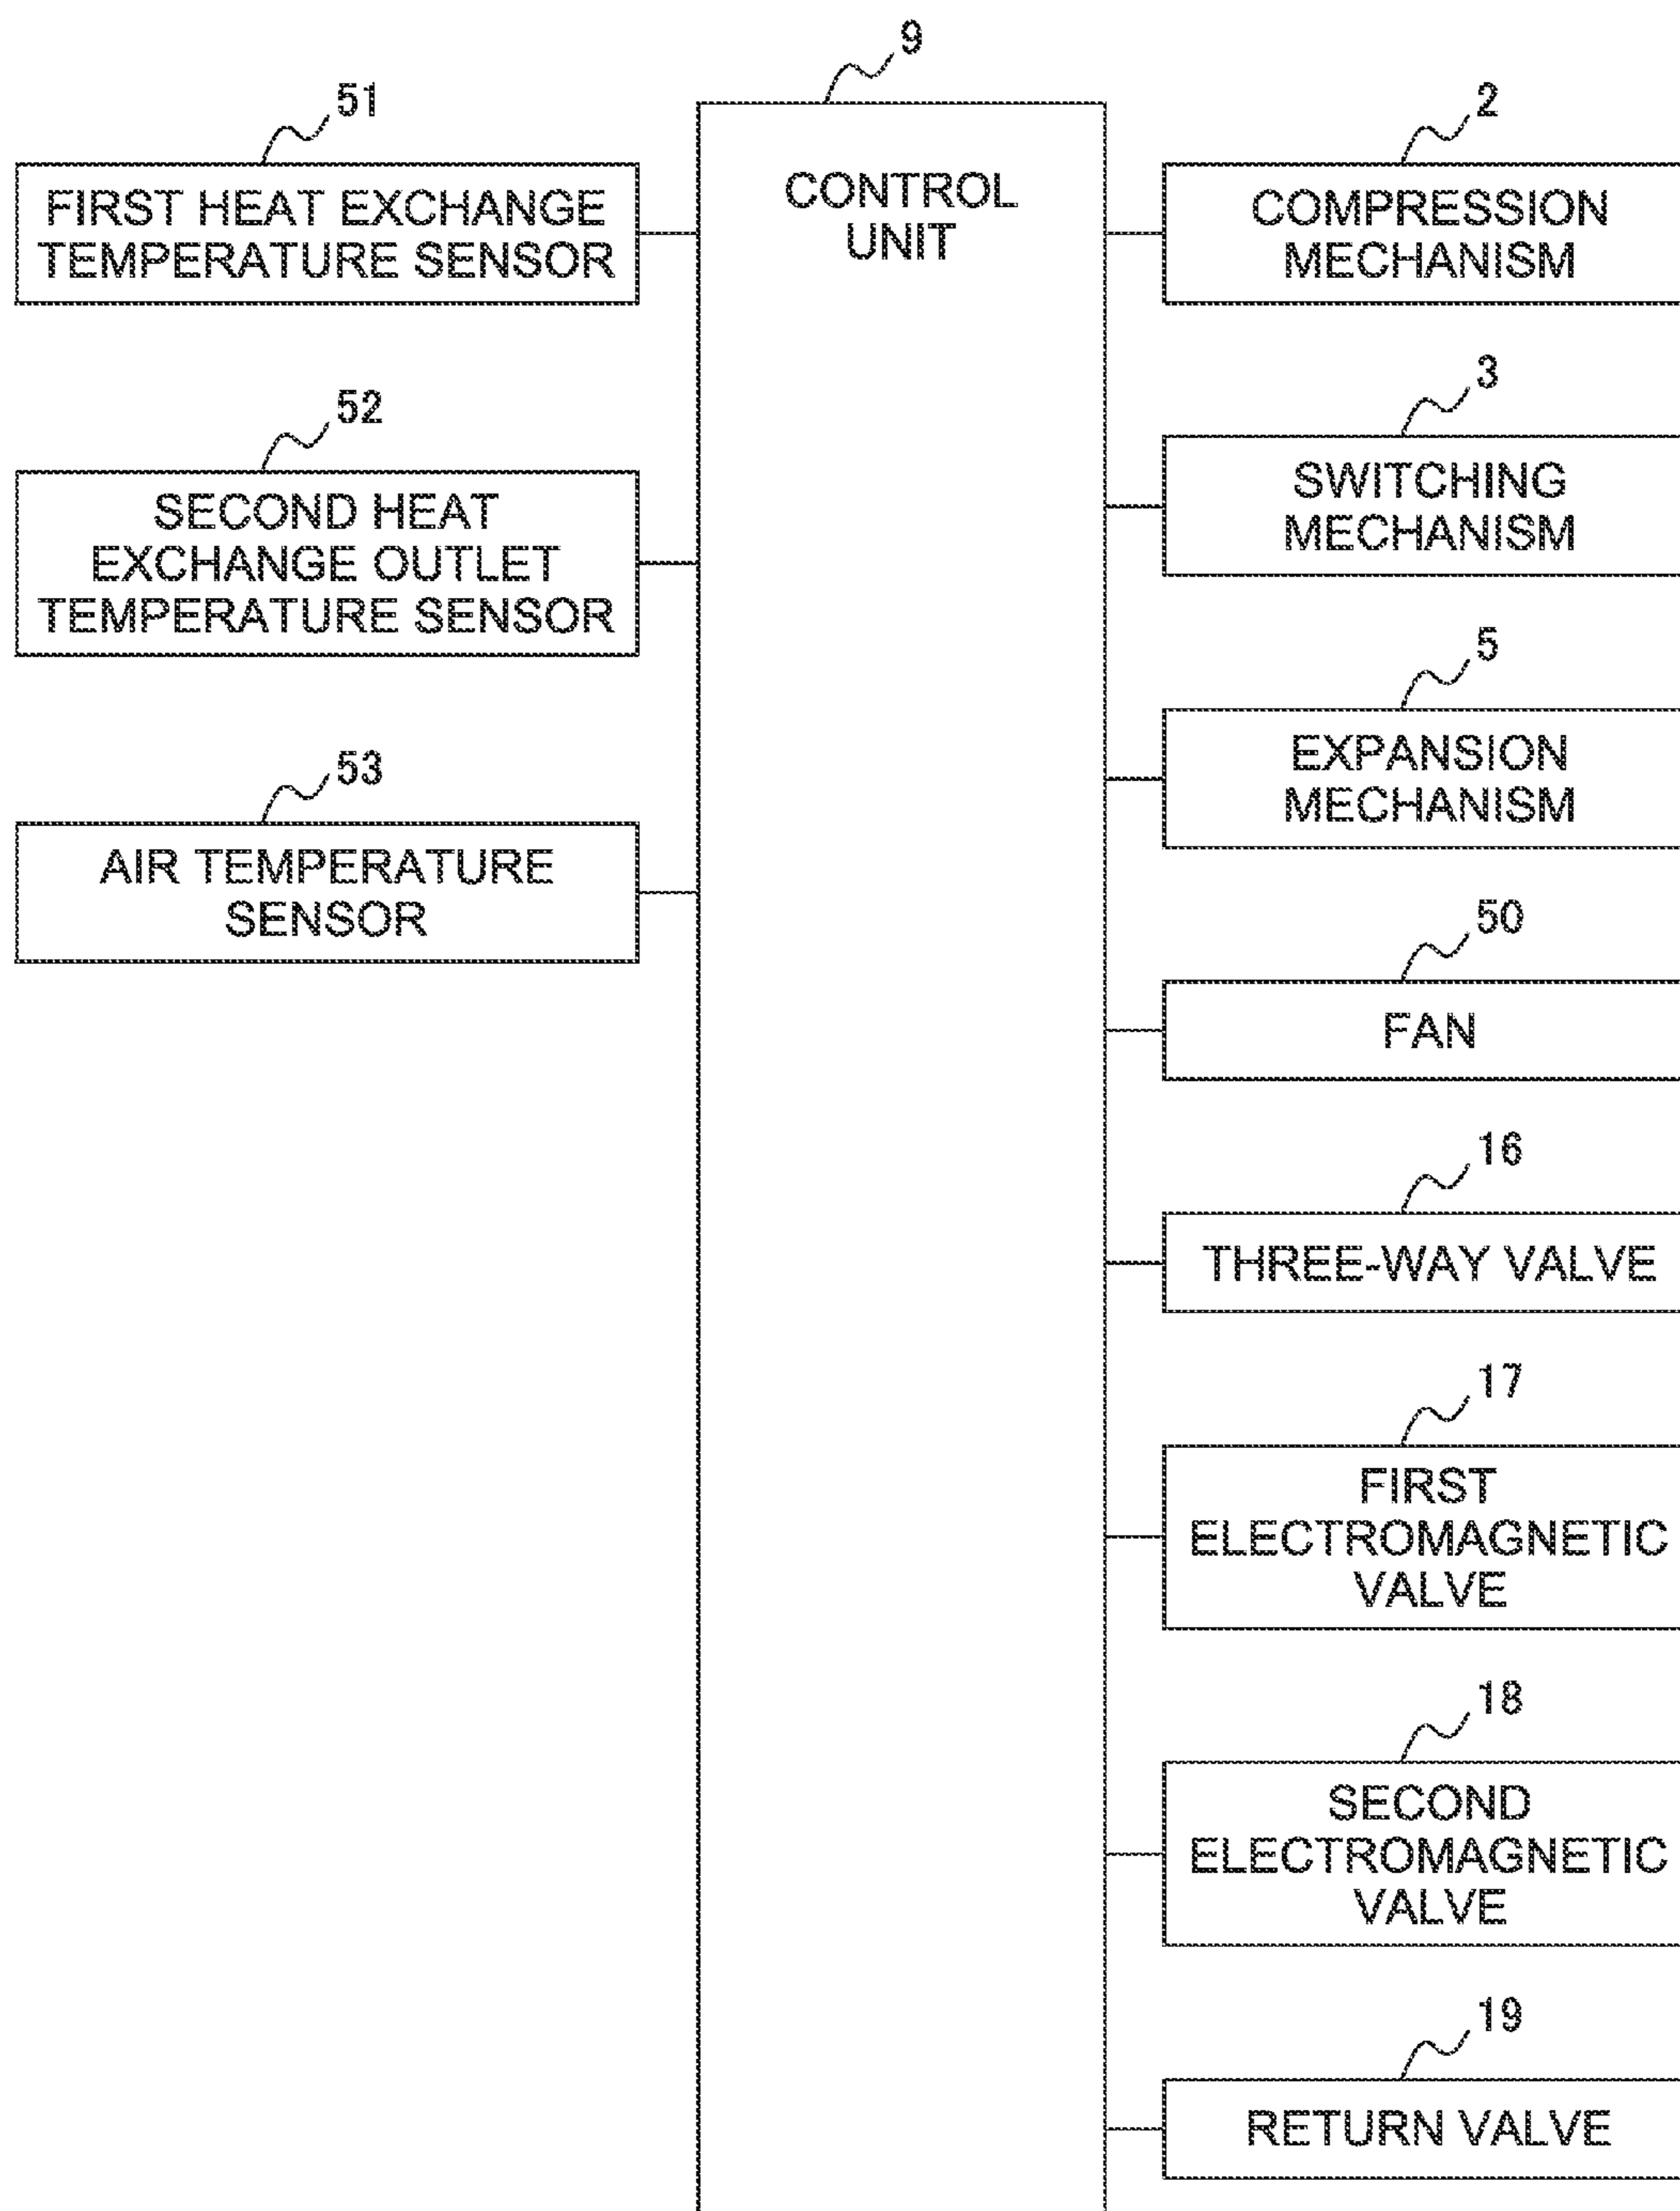 9
CONTROL
UNIT
51
FIRST HEAT EXCHANGE
TEMPERATURE SENSOR
52
SECOND HEAT
EXCHANGE OUTLET
TEMPERATURE SENSOR
53
AIR TEMPERATURE
SENSOR
2
COMPRESSION
MECHANISM
3
SWITCHING
MECHANISM
5
EXPANSION
MECHANISM
50
FAN
16
THREE-WAY VALVE
17
FIRST
ELECTROMAGNETIC
VALVE
18
SECOND
ELECTROMAGNETIC
VALVE
19
RETURN VALVE